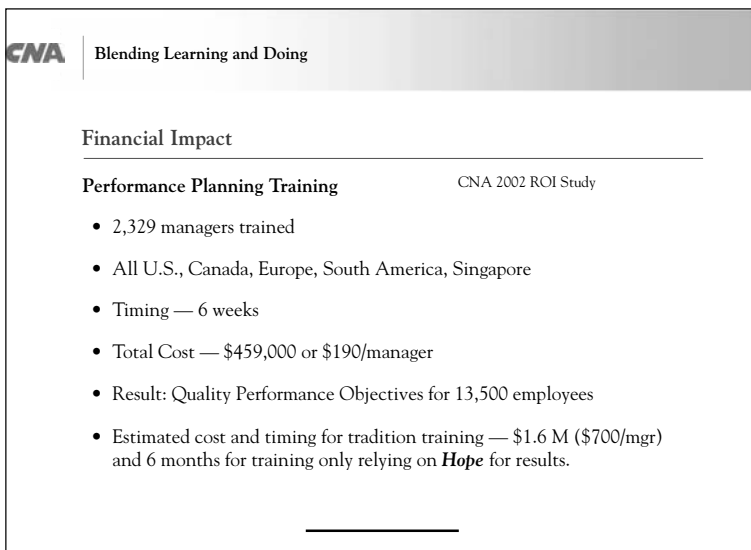 CNA Blending Learning and Doing
Financial Impact
Performance Planning Training CNA 2002 ROI Study
• 2,329 managers trained
• All U.S., Canada, Europe, South America, Singapore
• Timing — 6 weeks
• Total Cost — $459,000 or $190/manager
• Result: Quality Performance Objectives for 13,500 employees
• Estimated cost and timing for tradition training — $1.6 M ($700/mgr)
and 6 months for training only relying on Hope for results.